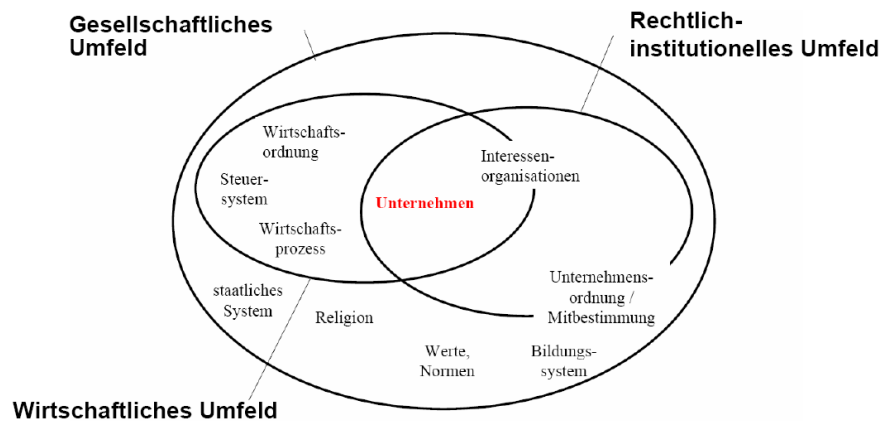 Gesellschaftliches
Umfeld
Rechtlich-
institutionelles Umfeld
Wirtschafts-
ordnung
Interessen-
organisationen
Steuer-
system
Unternehmen
Wirtschafts-
prozess
Unternehmens-
ordnung /
Mitbestimmung
staatliches
System
Religion
Werte,
Normen
Bildungs-
system
Wirtschaftliches Umfeld